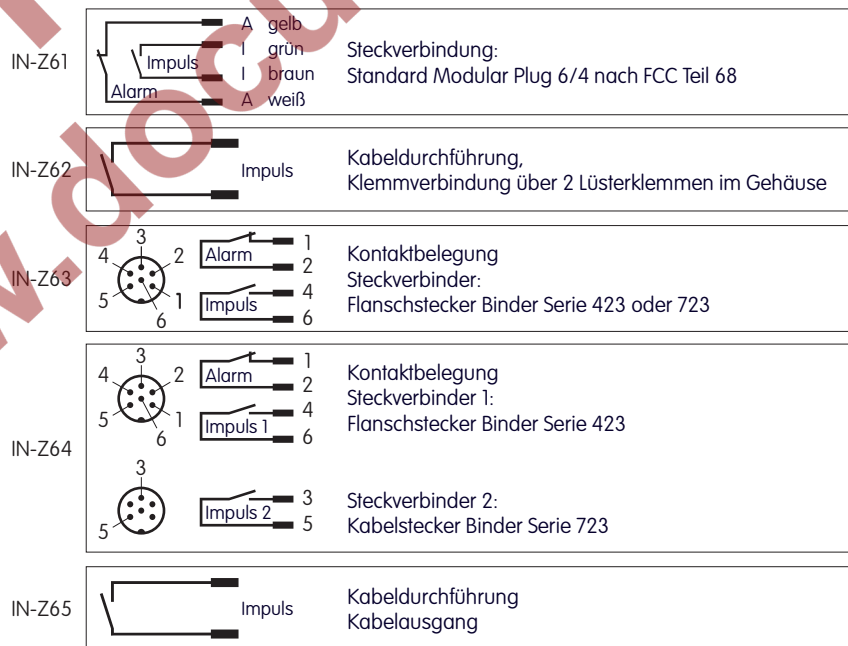 IN-Z61
A gelb
I grün
Impuls
I braun
Alarm
A weiß
Steckverbindung:
Standard Modular Plug 6/4 nach FCC Teil 68
IN-Z62
Impuls
Kabeldurchführung,
Klemmverbindung über 2 Lüsterklemmen im Gehäuse
IN-Z63
3
4 2
5 1
6
Alarm 1
2
Impuls 4
6
Kontaktbelegung
Steckverbinder:
Flanschstecker Binder Serie 423 oder 723
IN-Z64
3
4 2
5 1
6
Alarm 1
2
Impuls 1 4
6
Kontaktbelegung
Steckverbinder 1:
Flanschstecker Binder Serie 423
3
5
Impuls 2 3
5
Steckverbinder 2:
Kabelstecker Binder Serie 723
IN-Z65
Impuls
Kabeldurchführung
Kabelausgang
w.docu